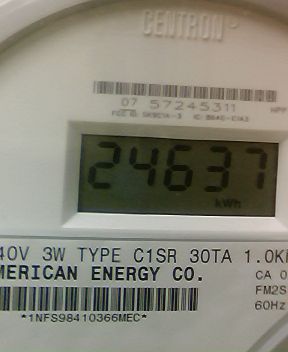 CENTRON
07 57245311
24637
kWh
40V 3W TYPE C1SR 30TA 1.0K
MERICAN ENERGY CO.
CA 0
FM2S
60Hz
*1NFS98410366MEC*